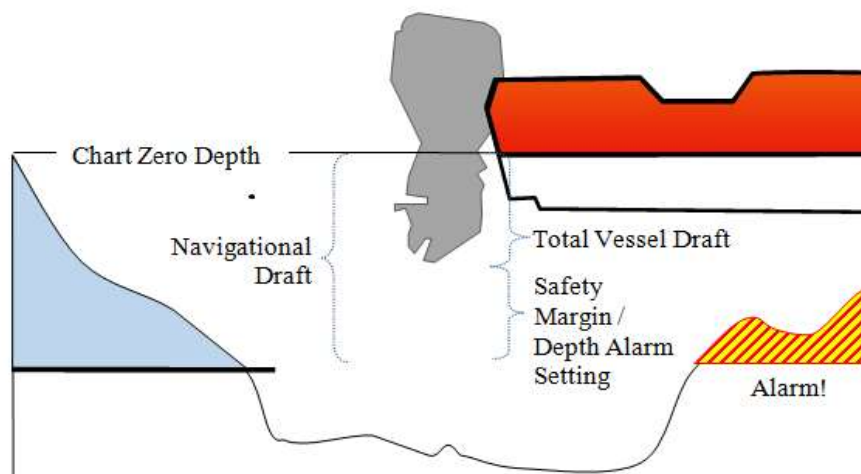 Chart Zero Depth
Navigational
Draft
Total Vessel Draft
Safety
Margin /
Depth Alarm
Setting
Alarm!